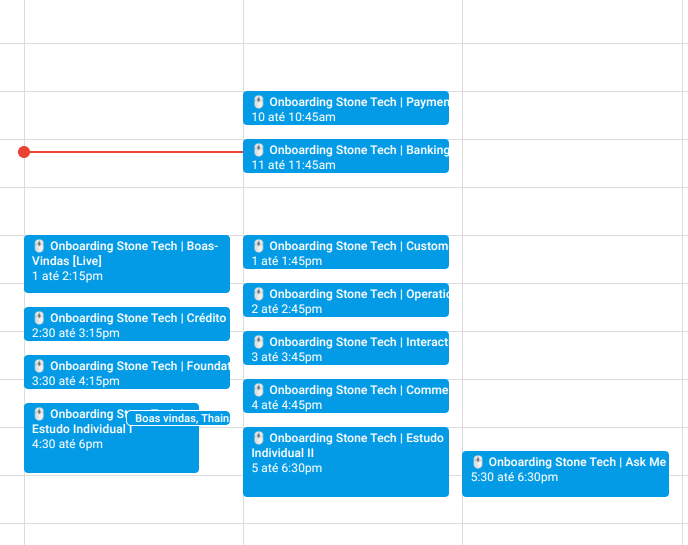 Onboarding Stone Tech | Boas-
Vindas [Live]
1 até 2:15pm
Onboarding Stone Tech | Crédito
2:30 até 3:15pm
Onboarding Stone Tech | Foundat
3:30 até 4:15pm
Onboarding
Estudo Individual I
4:30 até 6pm
Boas vindas, Thain
Onboarding Stone Tech | Paymen
10 até 10:45am
Onboarding Stone Tech | Banking
11 até 11:45am
Onboarding Stone Tech | Custom
1 até 1:45pm
Onboarding Stone Tech | Operatio
2 até 2:45pm
Onboarding Stone Tech | Interact
3 até 3:45pm
Onboarding Stone Tech | Comme
4 até 4:45pm
Onboarding Stone Tech | Estudo
Individual II
5 até 6:30pm
Onboarding Stone Tech | Ask Me
5:30 até 6:30pm